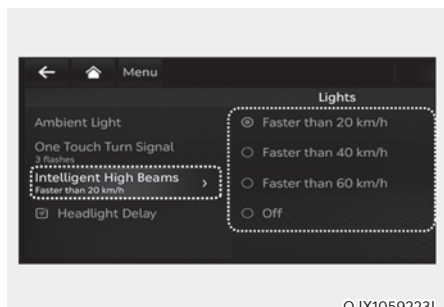 Menu
Lights
Ambient Light
One Touch Turn Signal
3 flashes
Intelligent High Beams
Faster than 20 km/h
Headlight Delay
Faster than 20 km/h
Faster than 40 km/h
Faster than 60 km/h
Off